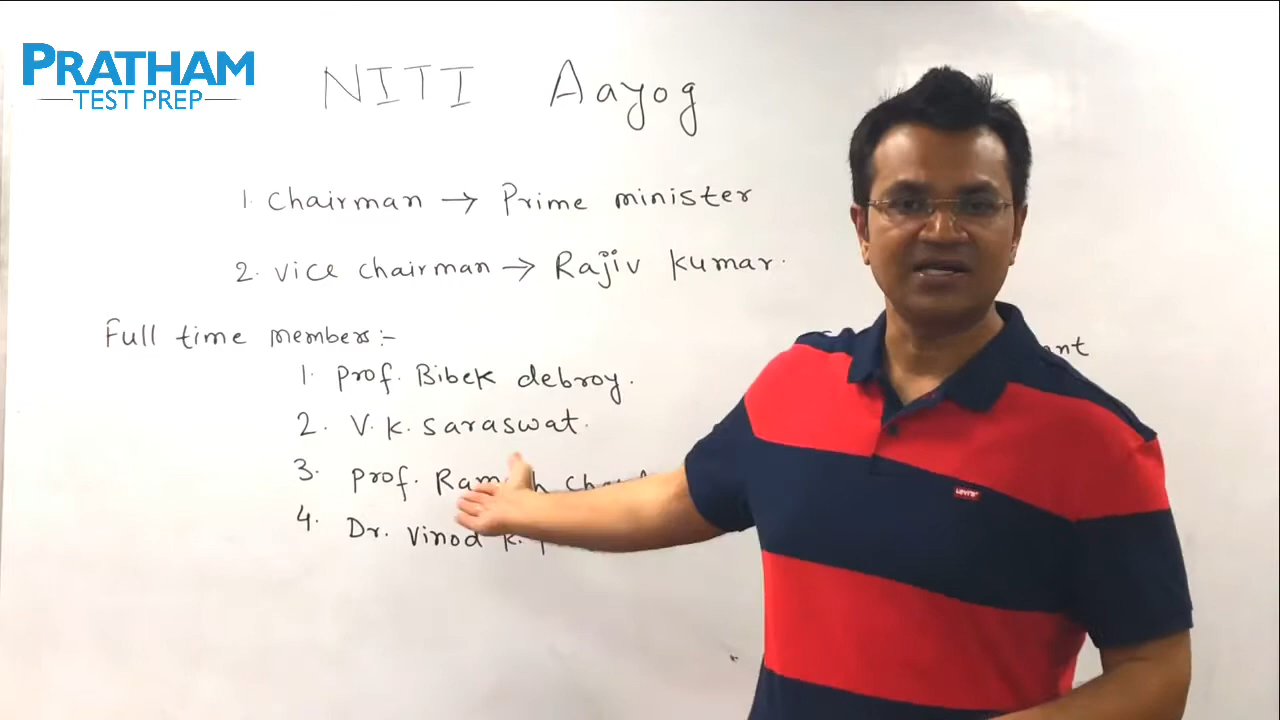 PRATHAM
TEST PREP
NITI Aayog
1. Chairman → Prime minister
2. Vice chairman → Rajiv kumar.
Full time members:-
1. Prof. Bibek debroy.
2. V.K. Saraswat.
3. Prof.
4. Dr. Vinod K.
LEVI'S